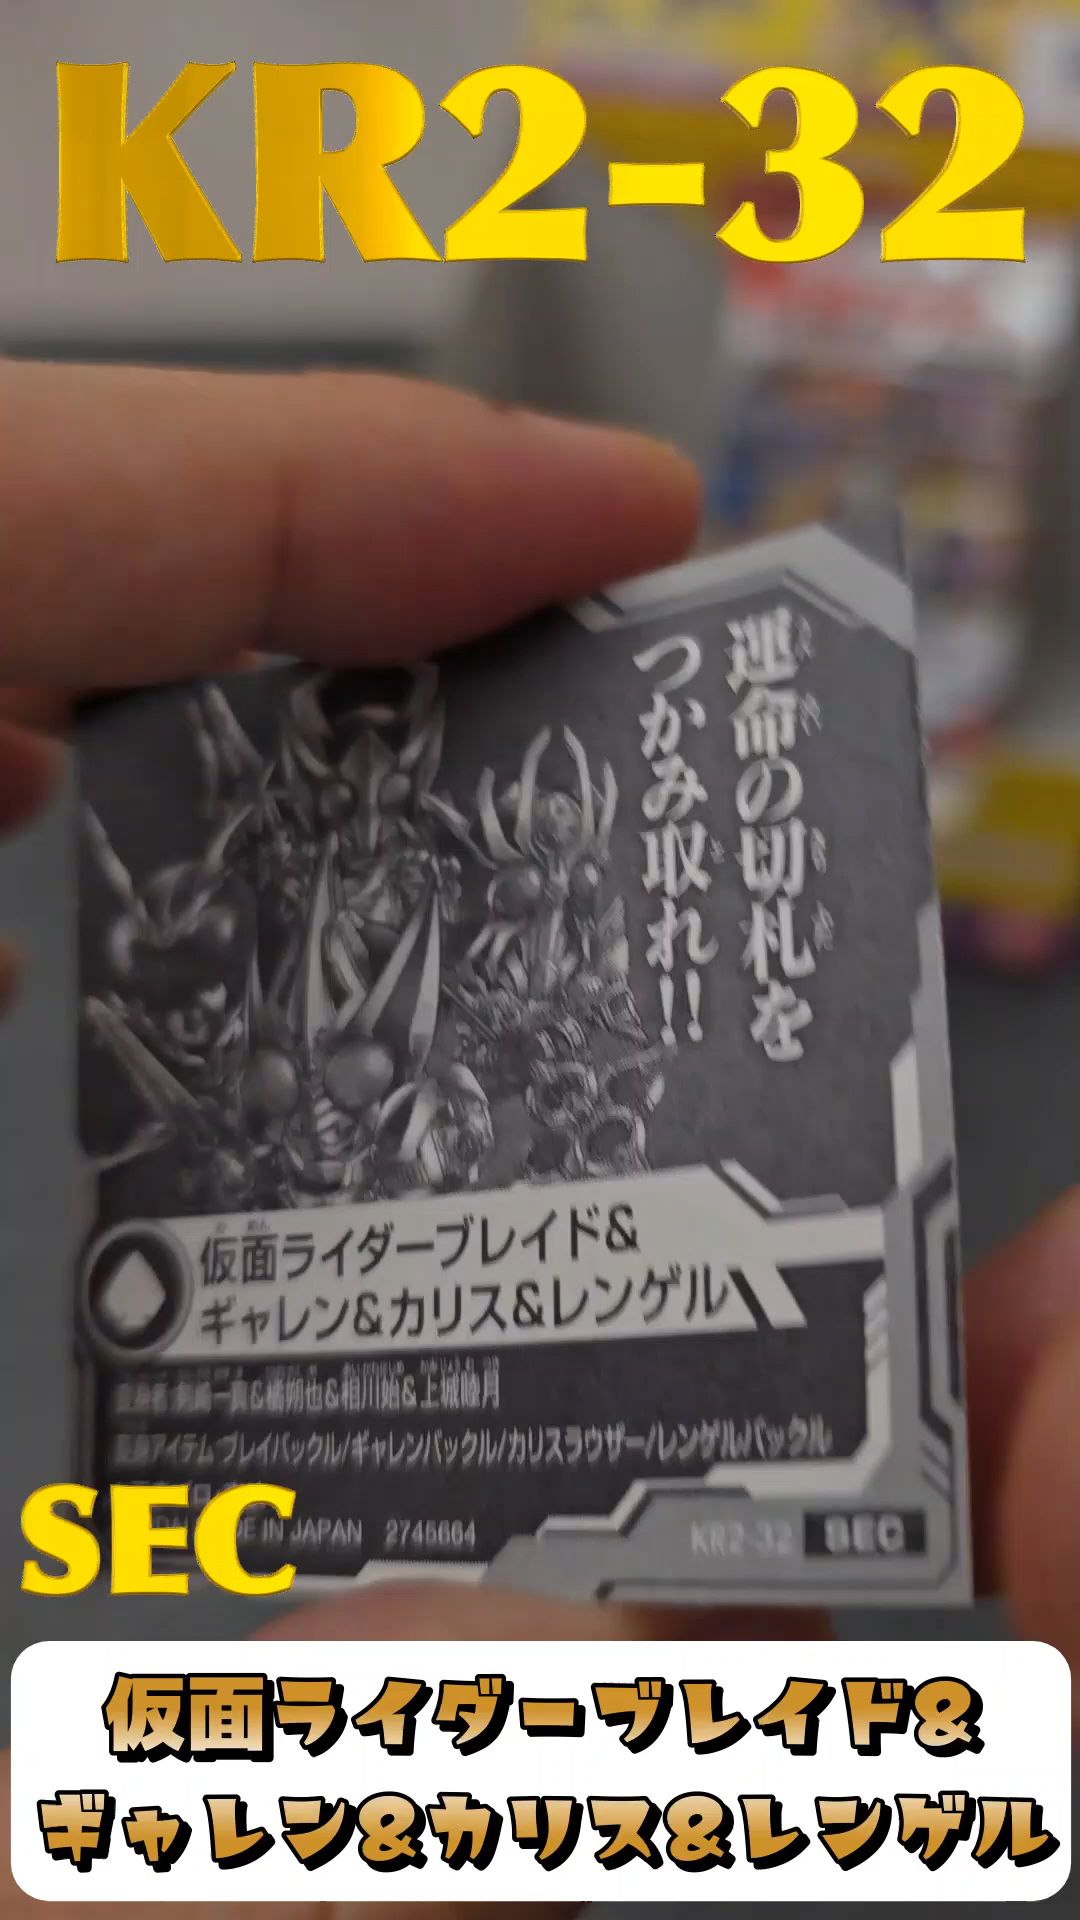 KR2-32
運命の切札を
つかみ取れ!!
仮面ライダーブレイド&
ギャレン&カリス&レンゲル
変身者 剣崎一真&橘朔也&相川始&上城睦月
変身アイテム ブレイバックル/ギャレンバックル/カリスラウザー/レンゲルバックル
DE IN JAPAN 2745664
KR2-32 SEC
SEC
仮面ライダーブレイド&
ギャレン&カリス&レンゲル